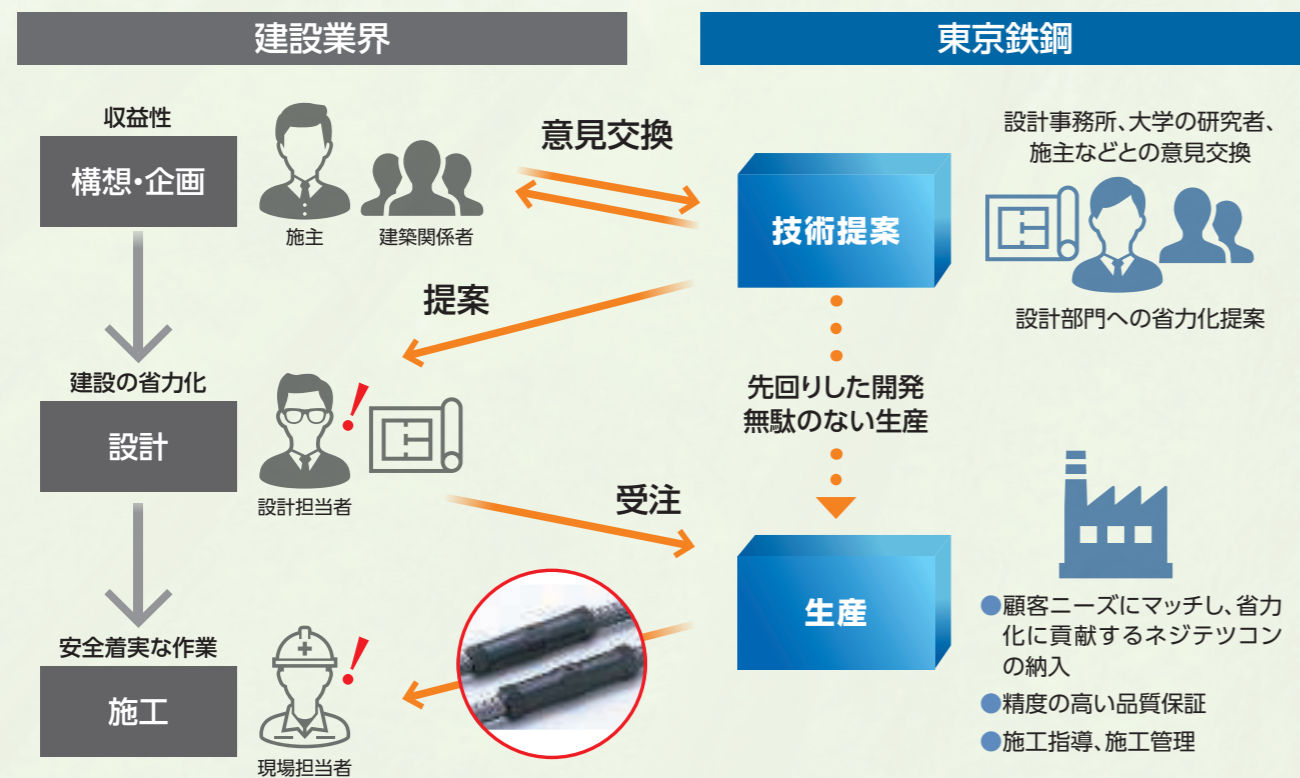 建設業界
東京鉄鋼
収益性
構想・企画
施主
建築関係者
意見交換
技術提案
設計事務所、大学の研究者、
施主などとの意見交換
設計部門への省力化提案
提案
先回りした開発
無駄のない生産
建設の省力化
設計
設計担当者
受注
生産
●顧客ニーズにマッチし、省力
化に貢献するネジテツコン
の納入
●精度の高い品質保証
●施工指導、施工管理
安全着実な作業
施工
現場担当者